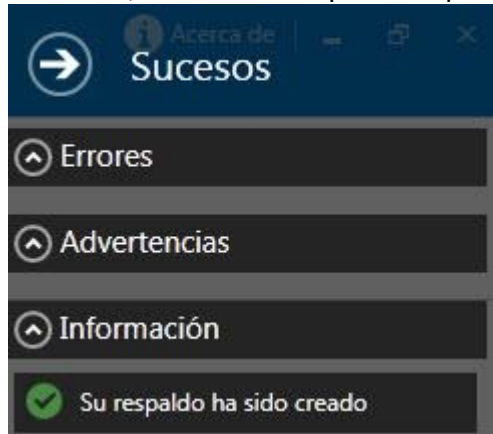 Acerca de
Sucesos
Errores
Advertencias
Información
Su respaldo ha sido creado